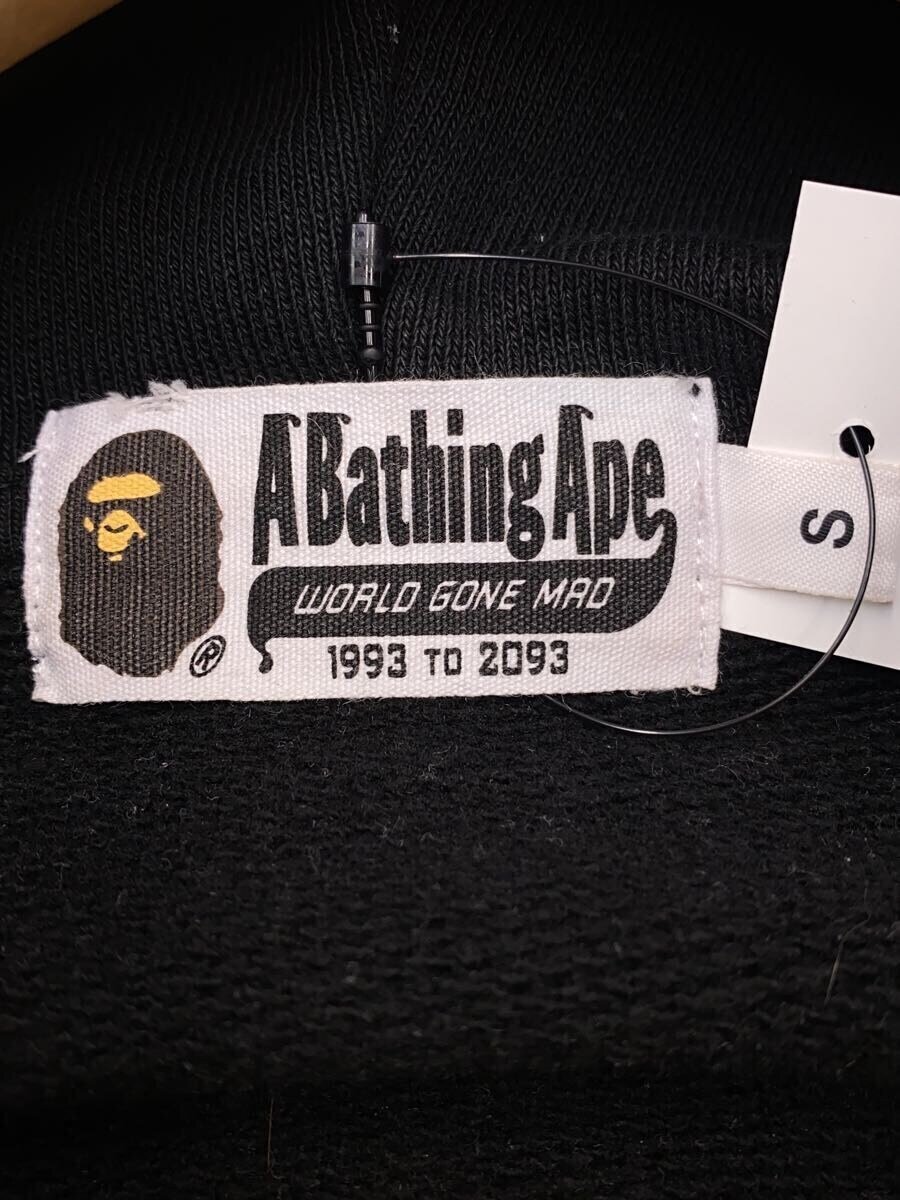 A Bathing Ape
WORLD GONE MAD
1993 TO 2093
®
S